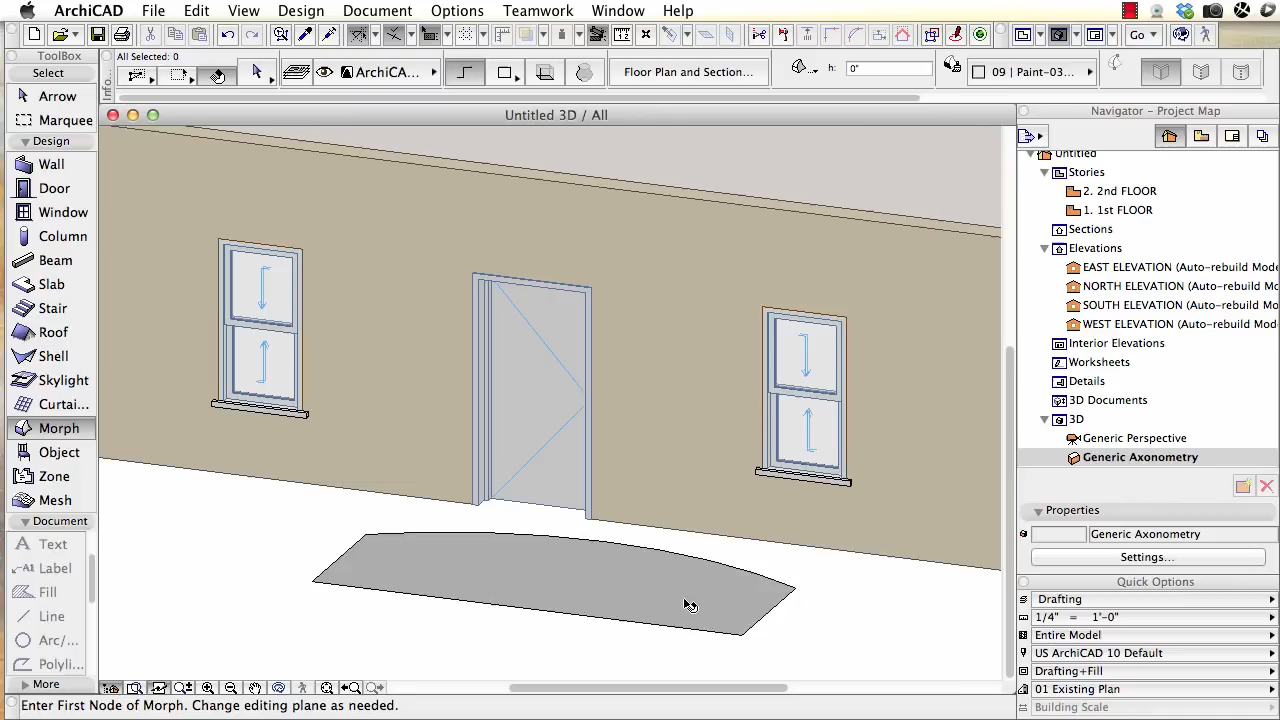 ArchiCAD File Edit View Design Document Options Teamwork Window Help
Go
ToolBox
Select
Arrow
Marquee
Design
Wall
Door
Window
Column
Beam
Slab
Stair
Roof
Shell
Skylight
Curtai...
Morph
Object
Zone
Mesh
Document
Text
Label
Fill
Line
Arc/...
Polyli...
More
Info...
All Selected: 0
ArchiCA...
Floor Plan and Section...
h: 0"
09 | Paint-03...
Untitled 3D / All
Navigator - Project Map
Untitled
Stories
2. 2nd FLOOR
1. 1st FLOOR
Sections
Elevations
EAST ELEVATION (Auto-rebuild Mode
NORTH ELEVATION (Auto-rebuild Mo
SOUTH ELEVATION (Auto-rebuild Mo
WEST ELEVATION (Auto-rebuild Mod
Interior Elevations
Worksheets
Details
3D Documents
3D
Generic Perspective
Generic Axonometry
Properties
Generic Axonometry
Settings...
Quick Options
Drafting
1/4" = 1'-0"
Entire Model
US ArchiCAD 10 Default
Drafting+Fill
01 Existing Plan
Building Scale
Enter First Node of Morph. Change editing plane as needed.